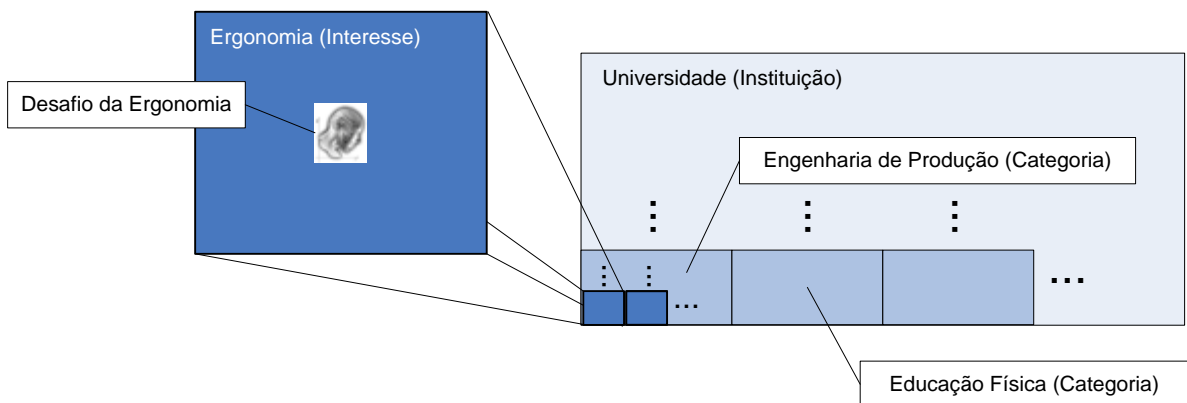 Ergonomia (Interesse)
Desafio da Ergonomia
Universidade (Instituição)
Engenharia de Produção (Categoria)
Educação Física (Categoria)